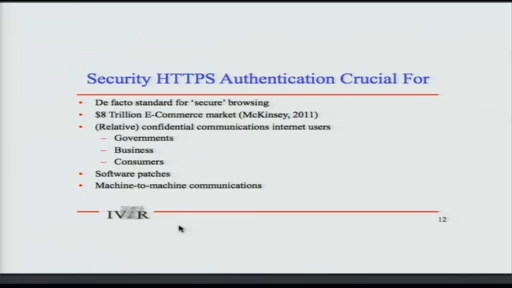 Security HTTPS Authentication Crucial For
• De facto standard for 'secure' browsing
• $8 Trillion E-Commerce market (McKinsey, 2011)
• (Relative) confidential communications internet users
– Governments
– Business
– Consumers
• Software patches
• Machine-to-machine communications
12